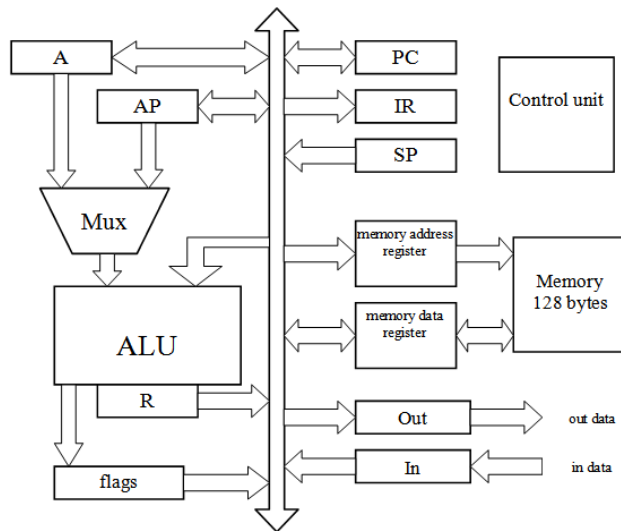 A
PC
Control unit
AP
IR
SP
Mux
memory address
register
Memory
128 bytes
memory data
register
ALU
R
Out
out data
flags
In
in data